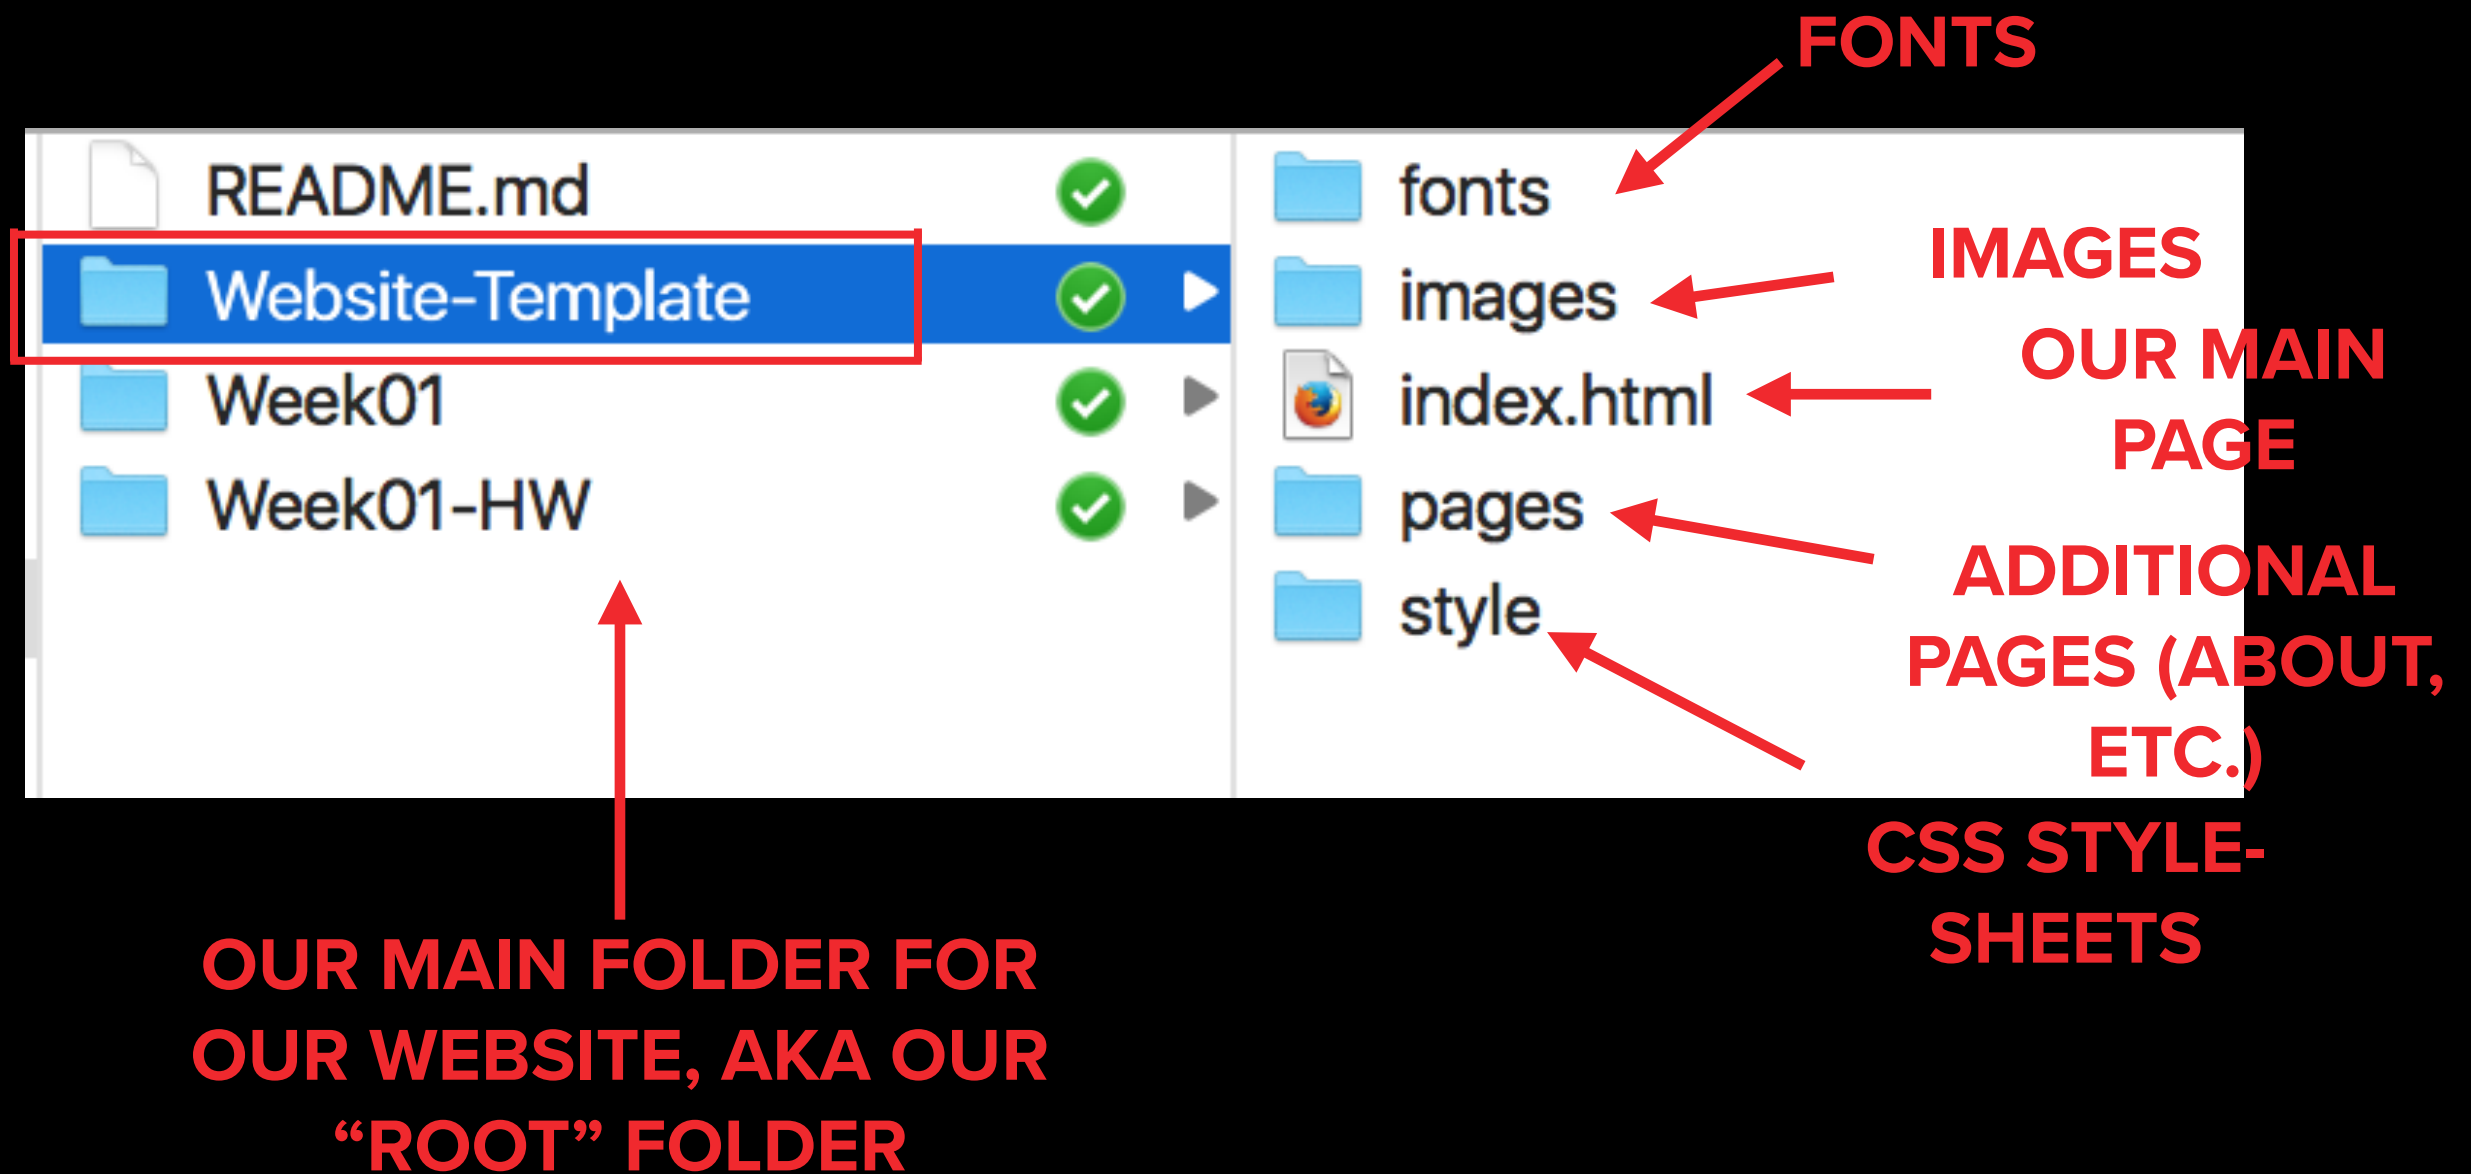 FONTS
README.md
Website-Template
Week01
Week01-HW
fonts
images
index.html
pages
style
IMAGES
OUR MAIN
PAGE
ADDITIONAL
PAGES (ABOUT,
ETC.)
CSS STYLE-
SHEETS
OUR MAIN FOLDER FOR
OUR WEBSITE, AKA OUR
“ROOT” FOLDER